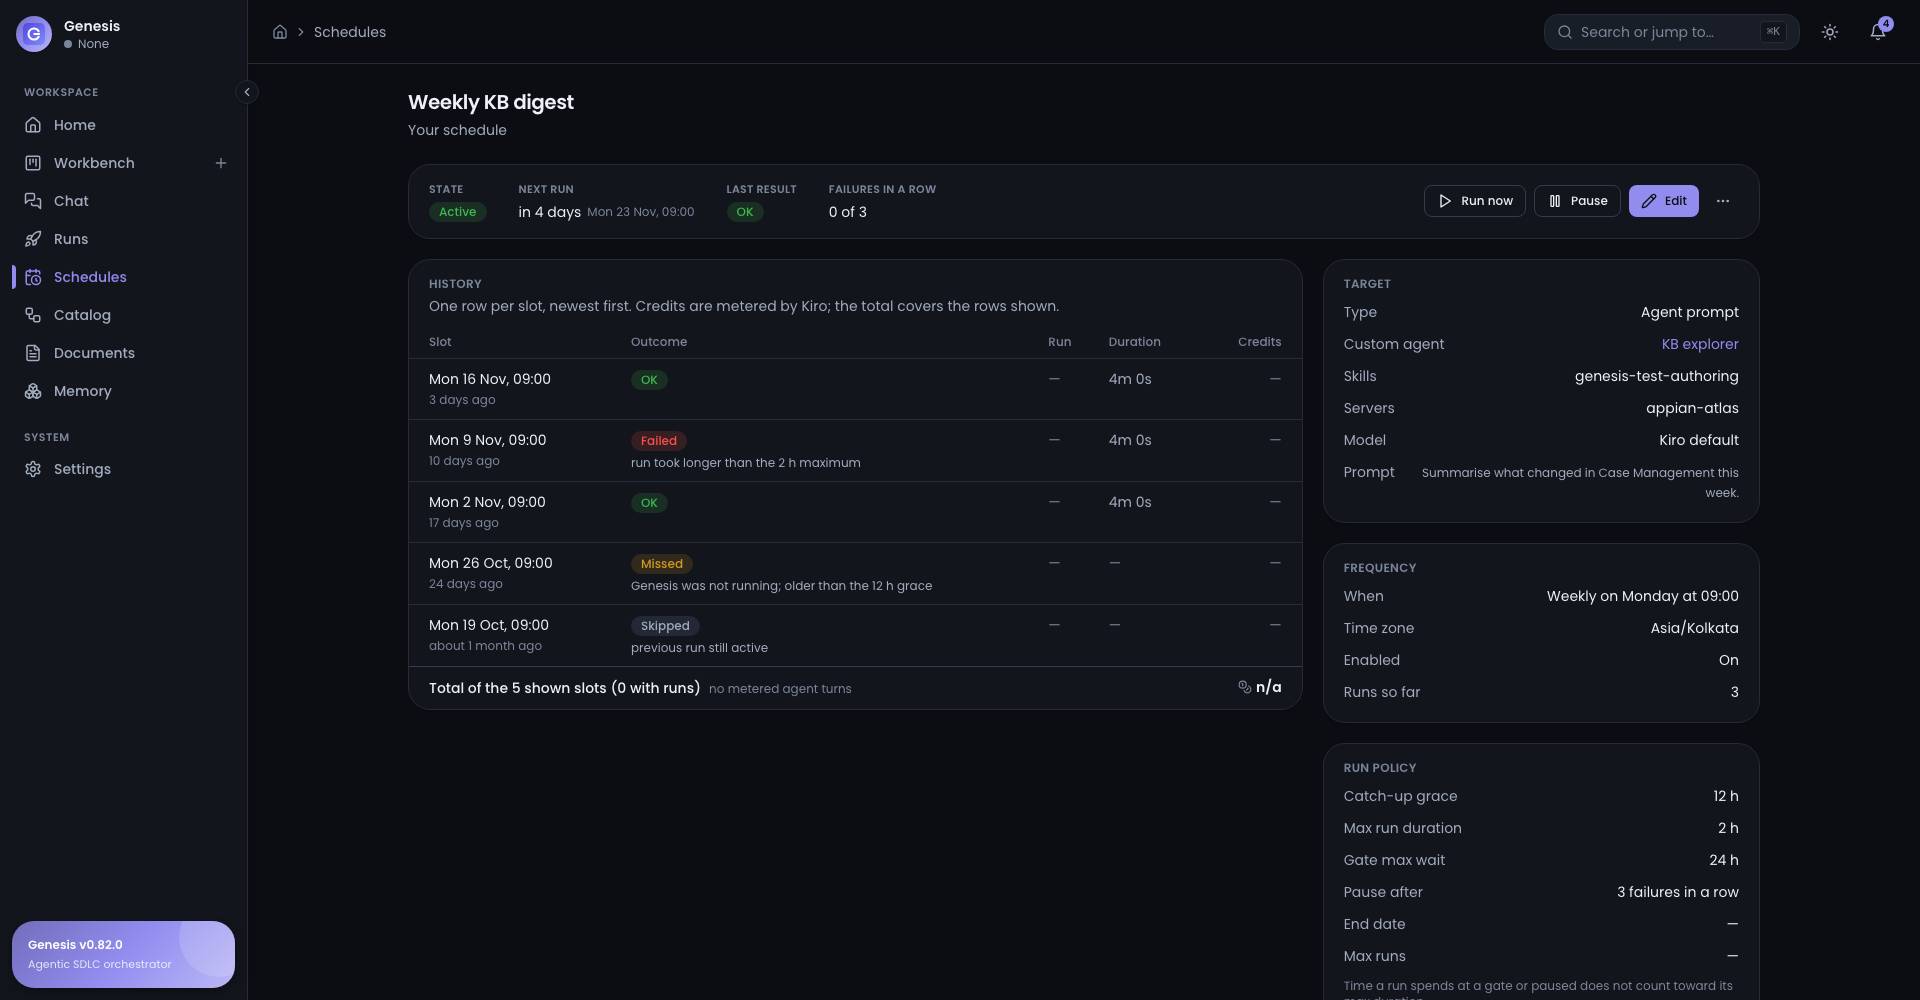 Genesis
None
WORKSPACE
Home
Workbench
Chat
Runs
Schedules
Catalog
Documents
Memory
SYSTEM
Settings
Genesis v0.82.0
Agentic SDLC orchestrator
Schedules
Search or jump to...
⌘K
4
Weekly KB digest
Your schedule
STATE NEXT RUN LAST RESULT FAILURES IN A ROW
Active in 4 days Mon 23 Nov, 09:00 OK 0 of 3
Run now Pause Edit
HISTORY
One row per slot, newest first. Credits are metered by Kiro; the total covers the rows shown.
Slot Outcome Run Duration Credits
Mon 16 Nov, 09:00 OK — 4m 0s —
3 days ago
Mon 9 Nov, 09:00 Failed — 4m 0s —
10 days ago run took longer than the 2 h maximum
Mon 2 Nov, 09:00 OK — 4m 0s —
17 days ago
Mon 26 Oct, 09:00 Missed — — —
24 days ago Genesis was not running; older than the 12 h grace
Mon 19 Oct, 09:00 Skipped — — —
about 1 month ago previous run still active
Total of the 5 shown slots (0 with runs) no metered agent turns n/a
TARGET
Type Agent prompt
Custom agent KB explorer
Skills genesis-test-authoring
Servers appian-atlas
Model Kiro default
Prompt Summarise what changed in Case Management this
week.
FREQUENCY
When Weekly on Monday at 09:00
Time zone Asia/Kolkata
Enabled On
Runs so far 3
RUN POLICY
Catch-up grace 12 h
Max run duration 2 h
Gate max wait 24 h
Pause after 3 failures in a row
End date —
Max runs —
Time a run spends at a gate or paused does not count toward its